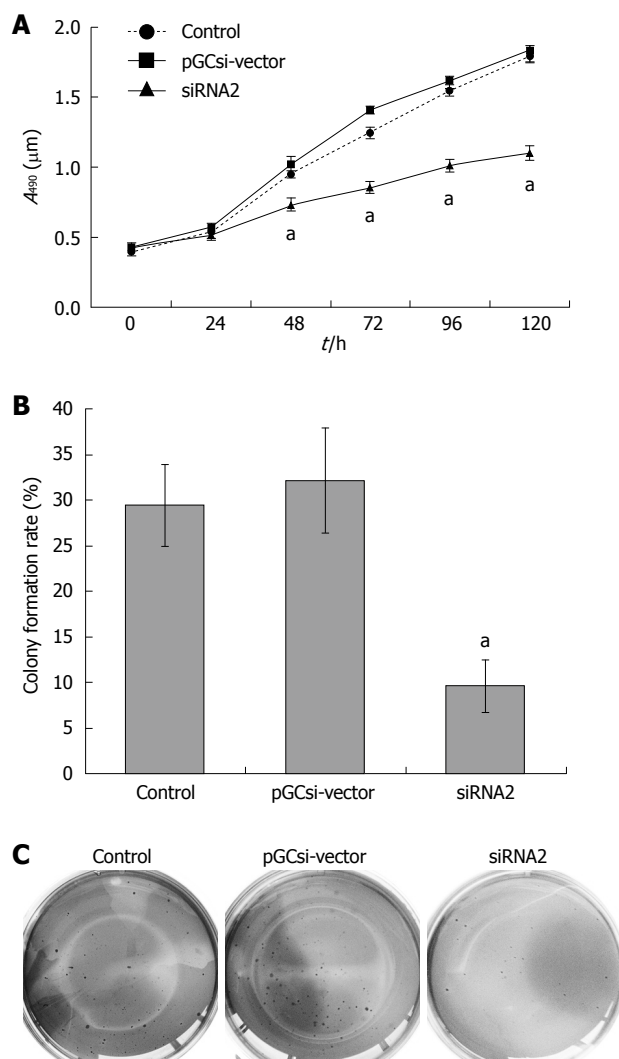 A
Control
pGCsi-vector
siRNA2
A490 (μm)
2.0
1.5
1.0
0.5
0.0
a a a a
0 24 48 72 96 120
t/h
B
Colony formation rate (%)
40
35
30
25
20
15
10
5
0
a
Control pGCsi-vector siRNA2
C
Control pGCsi-vector siRNA2